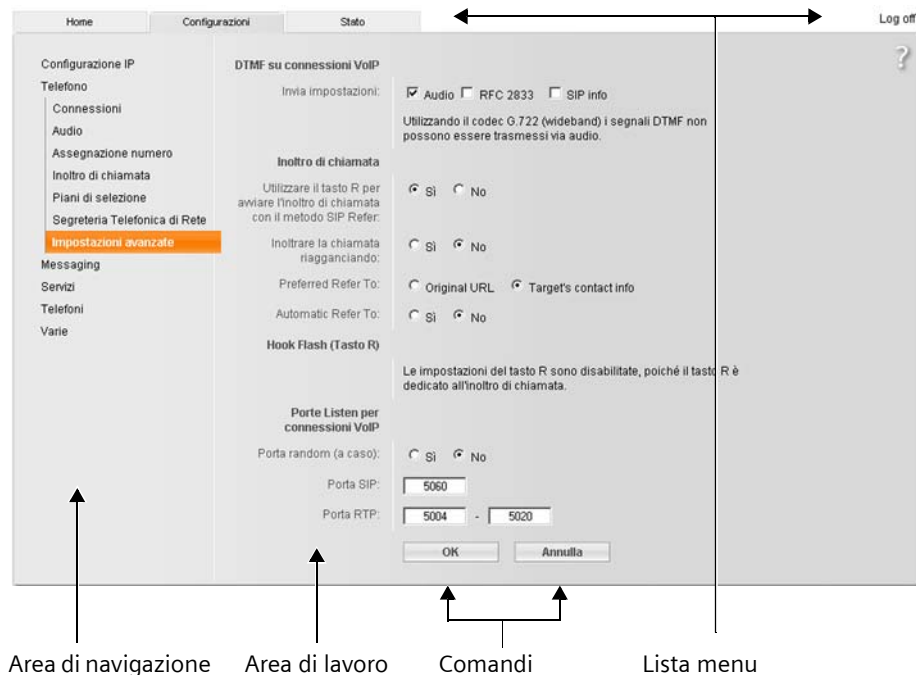 Home Configurazioni Stato Log off
?
Configurazione IP
Telefono
Connessioni
Audio
Assegnazione numero
Inoltro di chiamata
Piani di selezione
Segreteria Telefonica di Rete
Impostazioni avanzate
Messaging
Servizi
Telefoni
Varie
DTMF su connessioni VoIP
Invia impostazioni: Audio RFC 2833 SIP info
Utilizzando il codec G.722 (wideband) i segnali DTMF non
possono essere trasmessi via audio.
Inoltro di chiamata
Utilizzare il tasto R per
avviare l'inoltro di chiamata
con il metodo SIP Refer:
Sì No
Inoltrare la chiamata
riagganciando:
Sì No
Preferred Refer To: Original URL Target's contact info
Automatic Refer To: Sì No
Hook Flash (Tasto R)
Le impostazioni del tasto R sono disabilitate, poiché il tasto R è
dedicato all'inoltro di chiamata.
Porte Listen per
connessioni VoIP
Porta random (a caso): Sì No
Porta SIP: 5060
Porta RTP: 5004 - 5020
OK Annulla
Area di navigazione Area di lavoro Comandi Lista menu